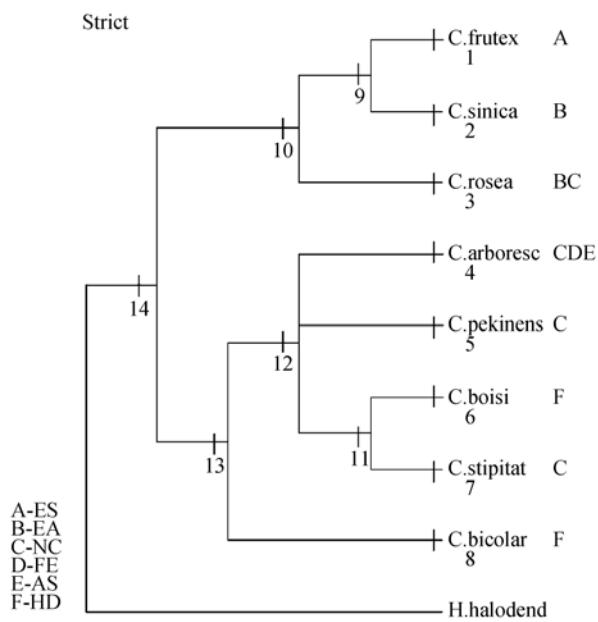 Strict
C.frutex A
1
9
C.sinica B
2
10
C.rosea BC
3
C.arboresc CDE
4
14
C.pekinens C
5
12
C.boisi F
6
11
13
C.stipitat C
7
A-ES
B-EA
C-NC
D-FE
E-AS
F-HD
C.bicolar F
8
H.halodend